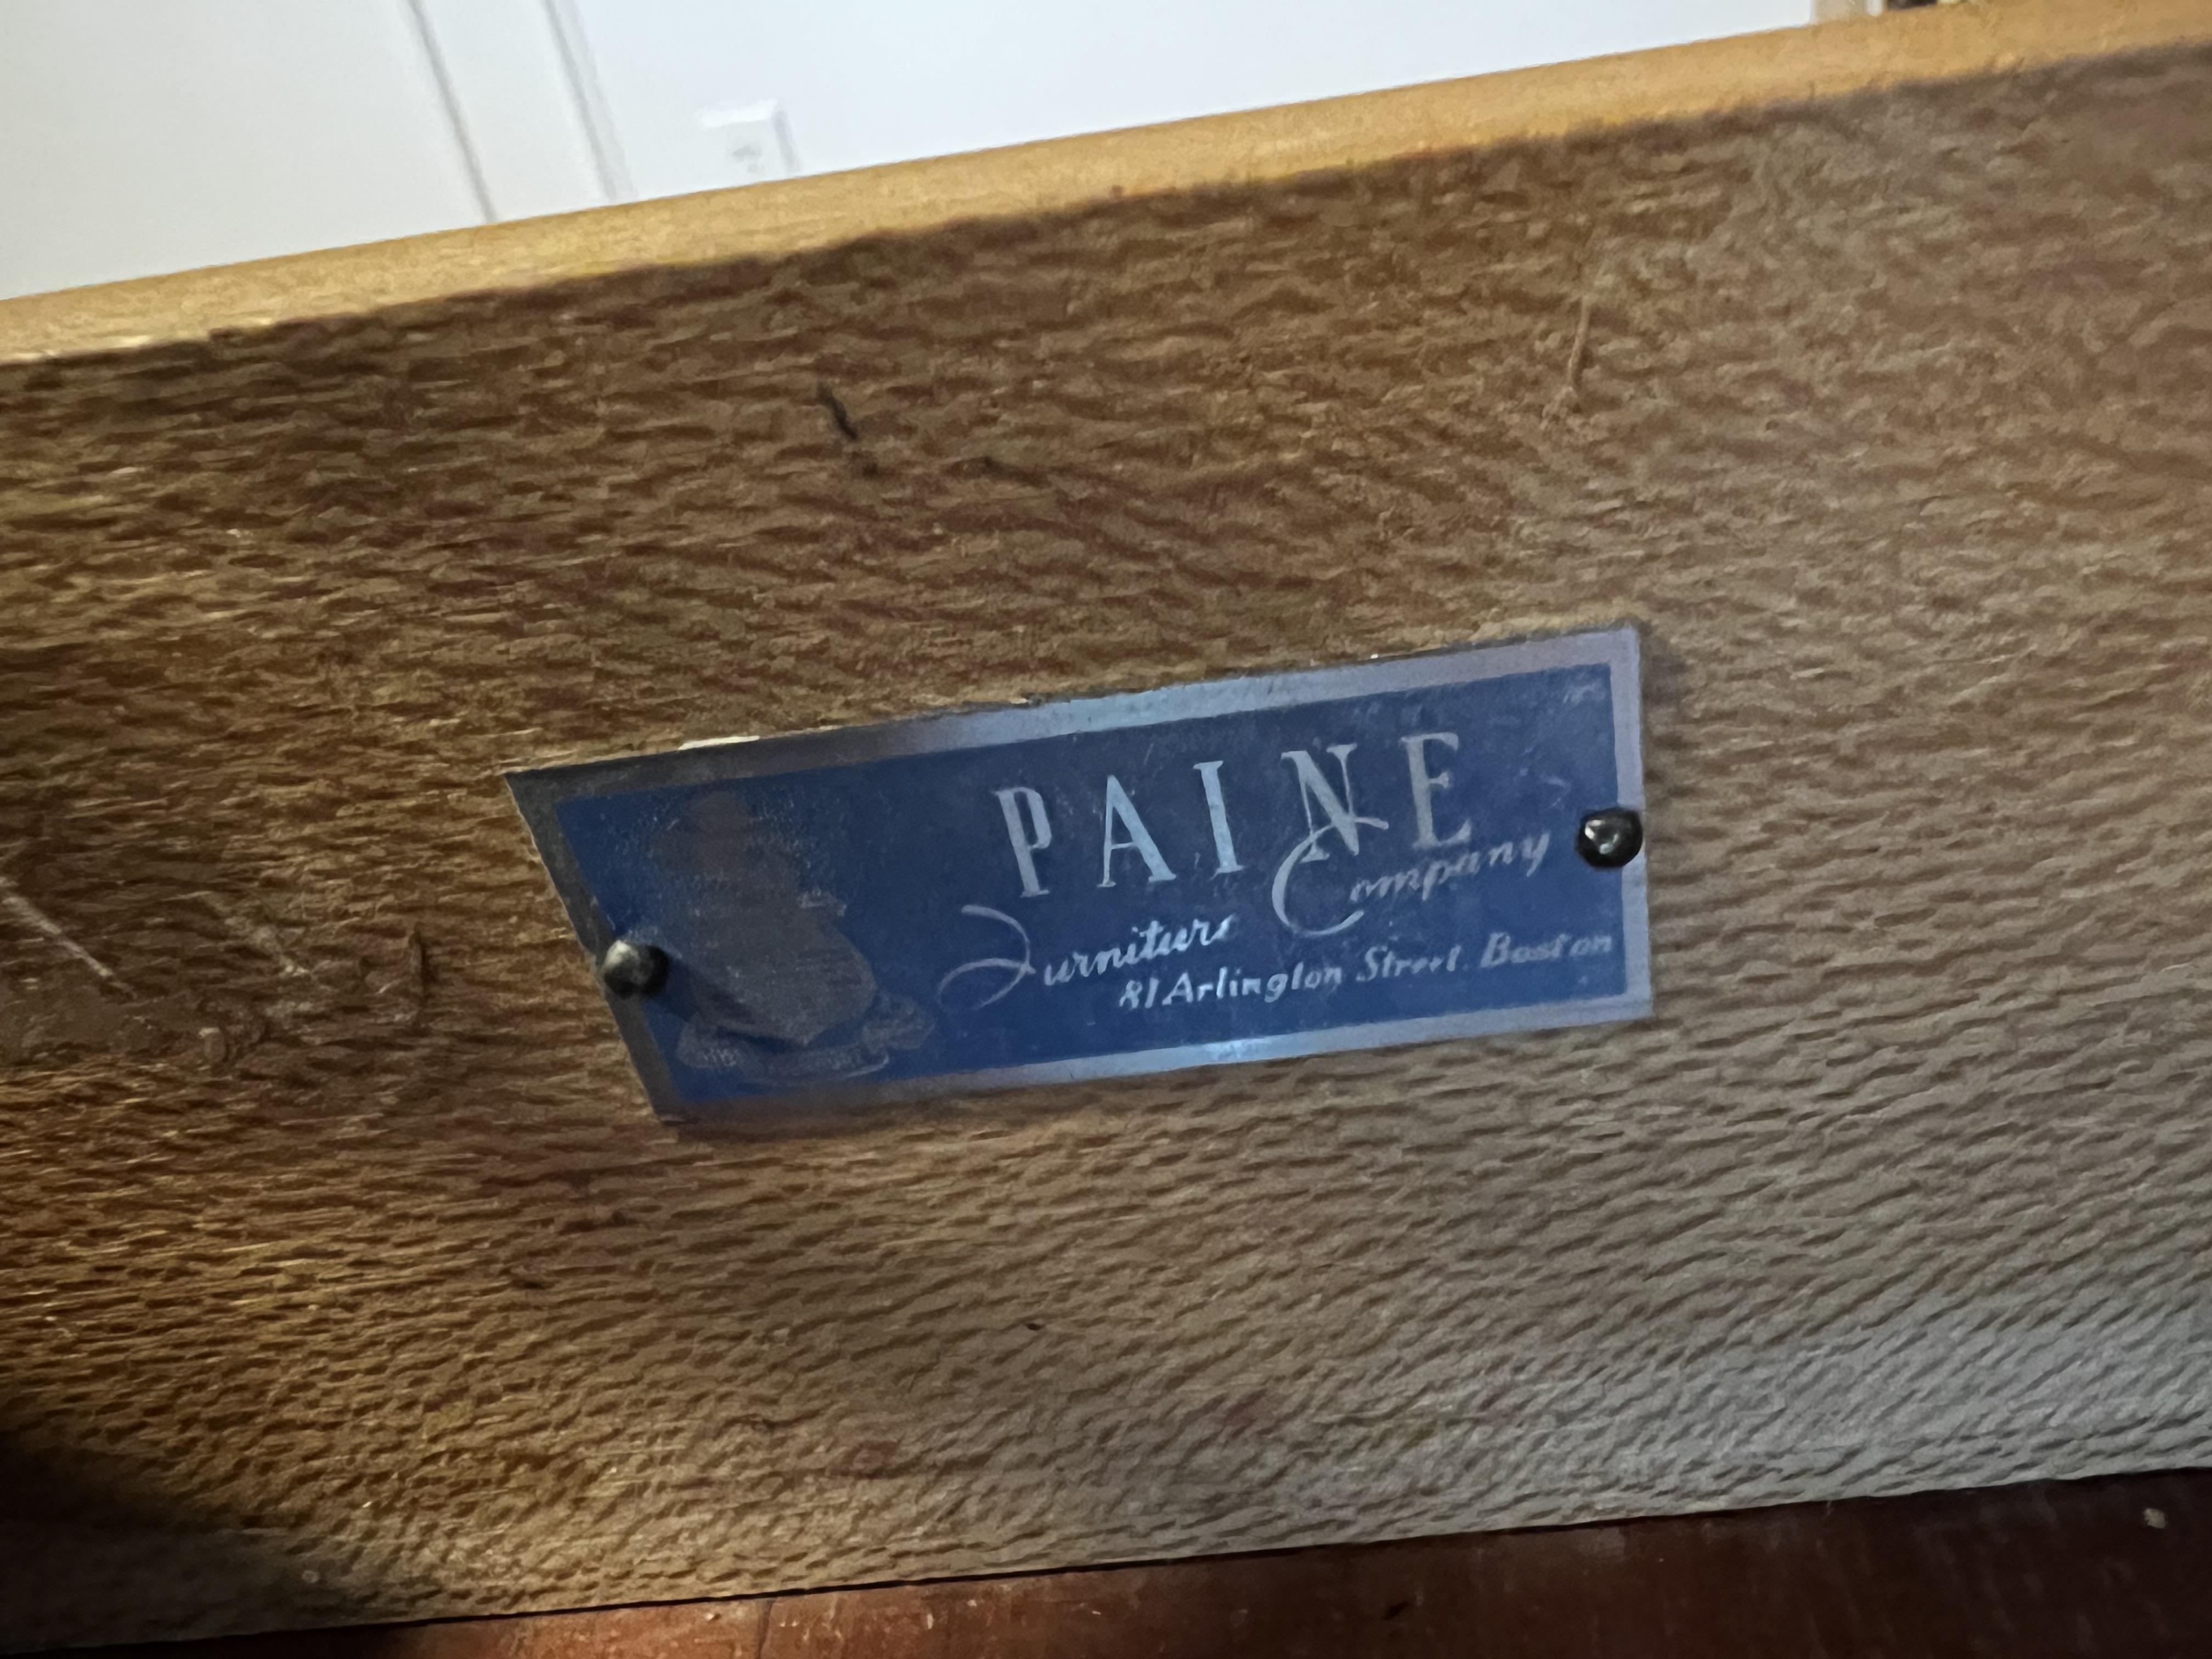 PAINE
Furniture Company
81 Arlington Street. Boston